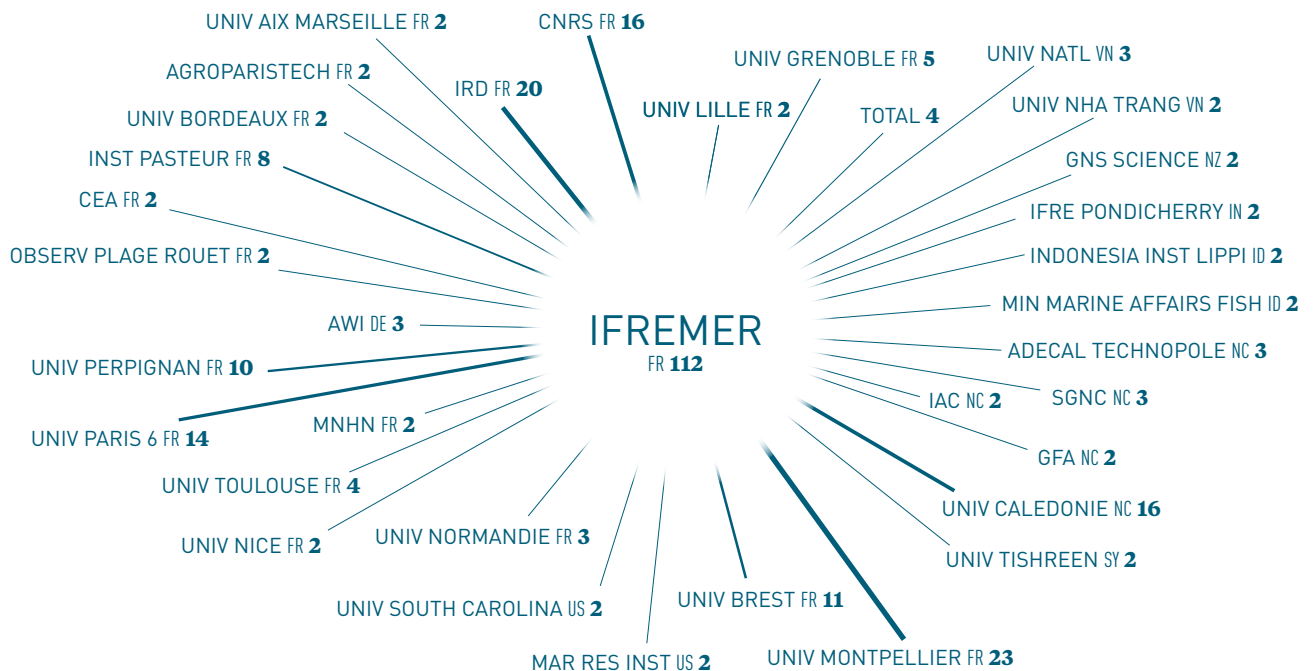 UNIV AIX MARSEILLE FR 2
CNRS FR 16
UNIV GRENOBLE FR 5
UNIV NATL VN 3
AGROPARISTECH FR 2
IRD FR 20
UNIV LILLE FR 2
TOTAL 4
UNIV NHA TRANG VN 2
UNIV BORDEAUX FR 2
INST PASTEUR FR 8
GNS SCIENCE NZ 2
CEA FR 2
IFRE PONDICHERRY IN 2
OBSERV PLAGE ROUET FR 2
INDONESIA INST LIPPI ID 2
MIN MARINE AFFAIRS FISH ID 2
AWI DE 3
IFREMER
FR 112
ADECAL TECHNOPOLE NC 3
UNIV PERPIGNAN FR 10
IAC NC 2
SGNC NC 3
MNHN FR 2
UNIV PARIS 6 FR 14
GFA NC 2
UNIV TOULOUSE FR 4
UNIV CALEDONIE NC 16
UNIV NICE FR 2
UNIV NORMANDIE FR 3
UNIV TISHREEN SY 2
UNIV SOUTH CAROLINA US 2
UNIV BREST FR 11
MAR RES INST US 2
UNIV MONTPELLIER FR 23